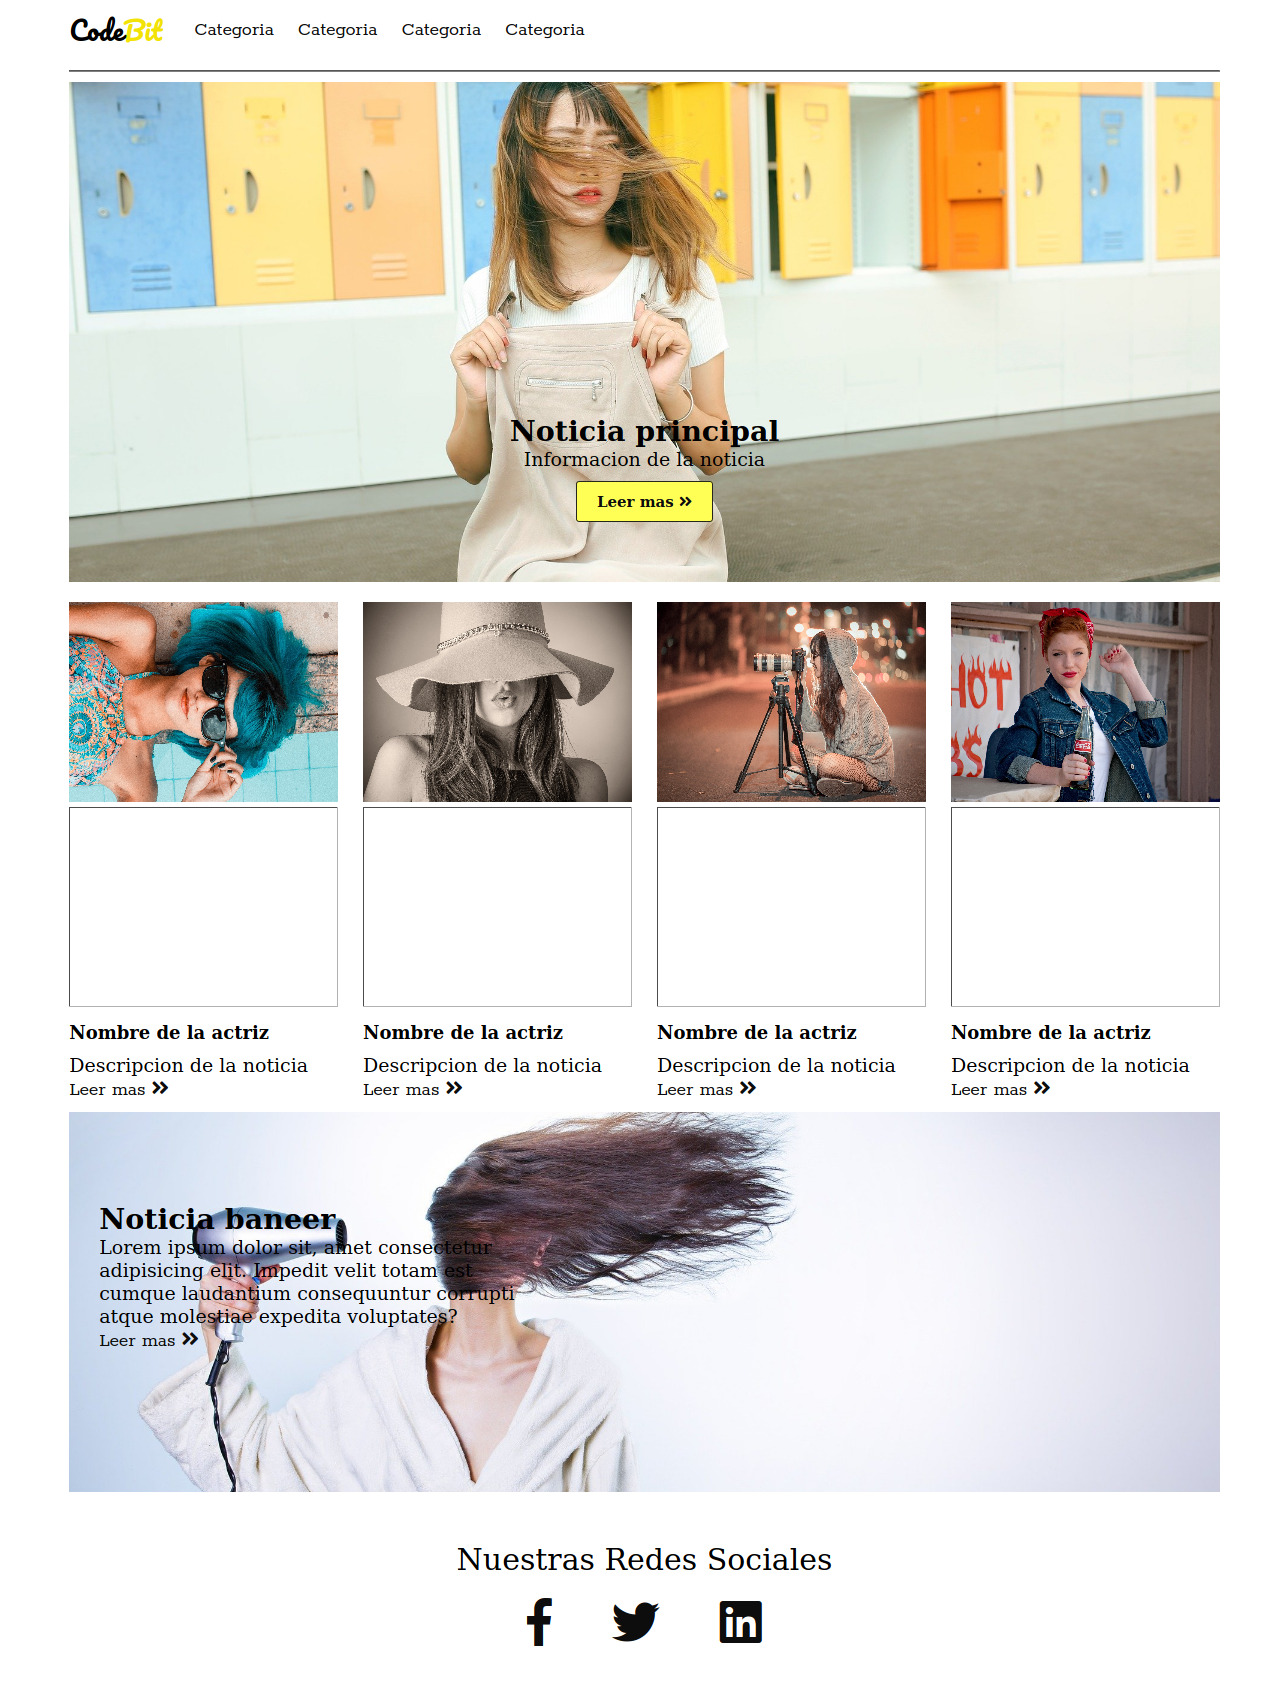 CodeBit Categoria Categoria Categoria Categoria
Noticia principal
Informacion de la noticia
Leer mas
HOT
BS
Nombre de la actriz Nombre de la actriz Nombre de la actriz Nombre de la actriz
Descripcion de la noticia Descripcion de la noticia Descripcion de la noticia Descripcion de la noticia
Leer mas Leer mas Leer mas Leer mas
Noticia baneer
Lorem ipsum dolor sit, amet consectetur
adipisicing elit. Impedit velit totam est
cumque laudantium consequuntur corrupti
atque molestiae expedita voluptates?
Leer mas
Nuestras Redes Sociales